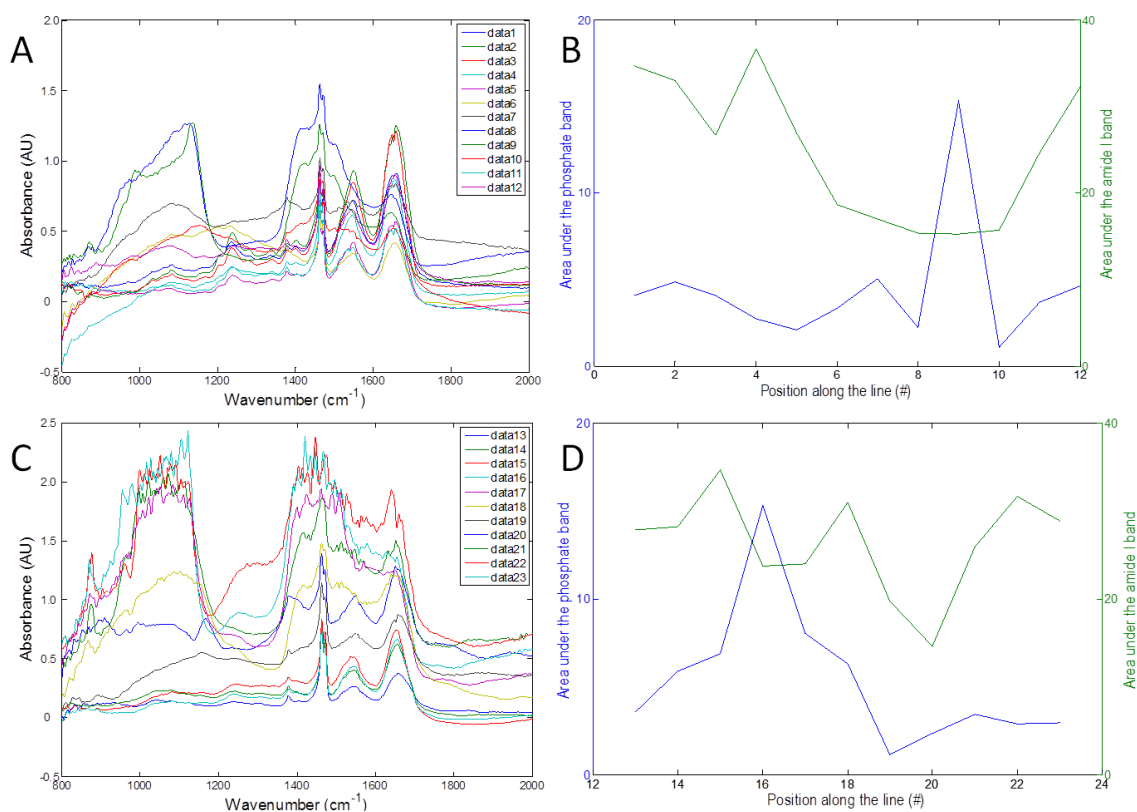 A
Absorbance (AU)
1.5
1.0
0.5
0
-0.5
800
1000
1200
1400
1600
1800
2000
Wavenumber (cm-1)
data1
data2
data3
data4
data5
data6
data7
data8
data9
data10
data11
data12
B
Area under the phosphate band
20
10
0
0
2
4
6
8
10
12
Position along the line (#)
40
20
0
Area under the amide I band
C
Absorbance (AU)
2.5
2.0
1.5
1.0
0.5
0
-0.5
800
1000
1200
1400
1600
1800
2000
Wavenumber (cm-1)
data13
data14
data15
data16
data17
data18
data19
data20
data21
data22
data23
D
Area under the phosphate band
20
10
0
12
14
16
18
20
22
24
Position along the line (#)
40
20
0
Area under the amide I band